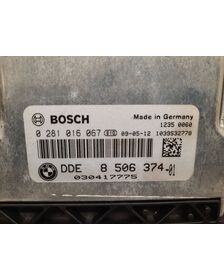 BOSCH
Made in Germany
1235 0060
0 281 016 067 09-05-12 1039S32778
DDE 8 506 374-01
030417775